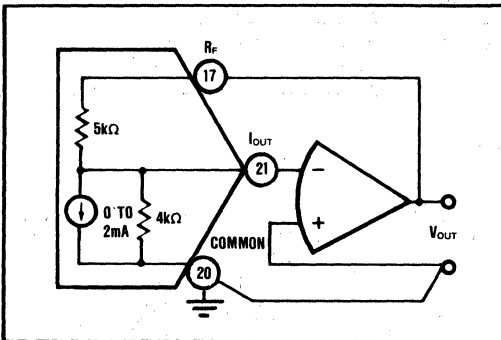 RF
17
5kΩ
IOUT
21
−
0 TO
2mA
4kΩ
+
COMMON
VOUT
20